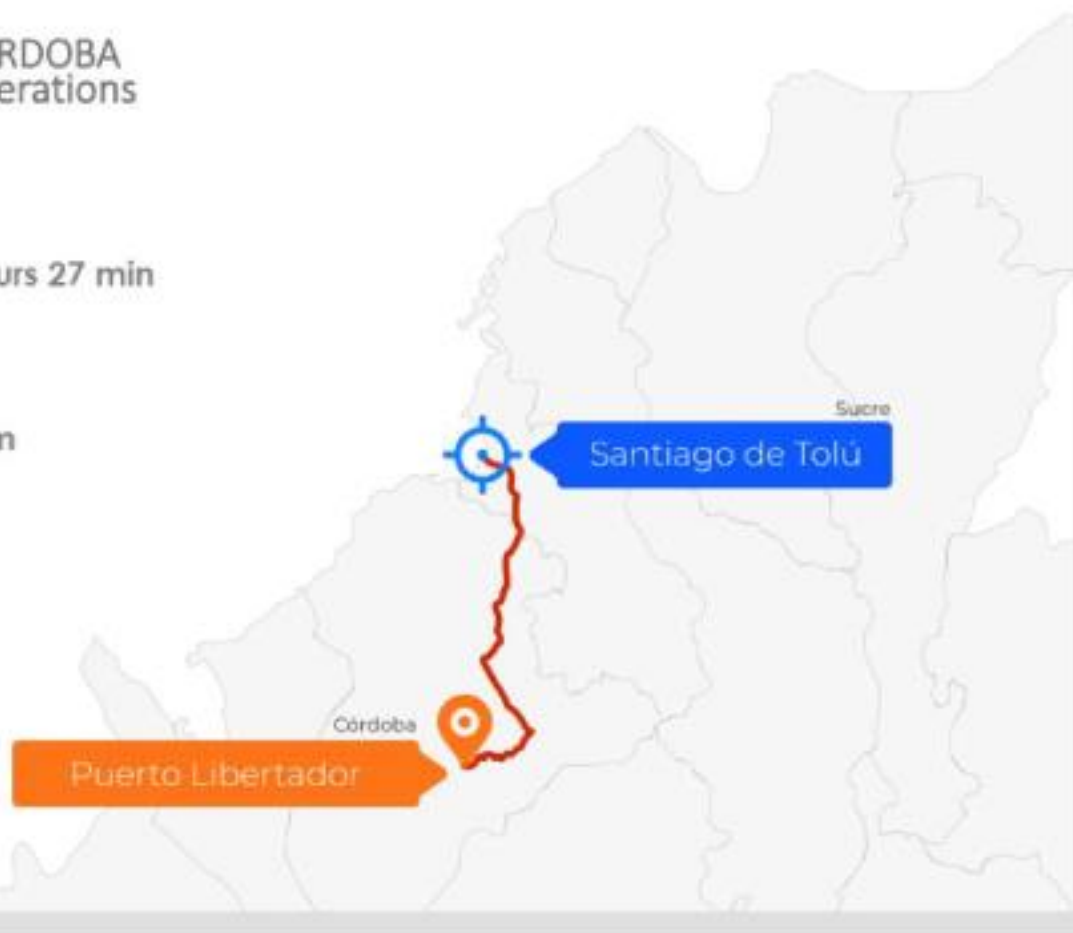 RDOBA
erations
urs 27 min
n
Sucre
Santiago de Tolú
Córdoba
Puerto Libertador